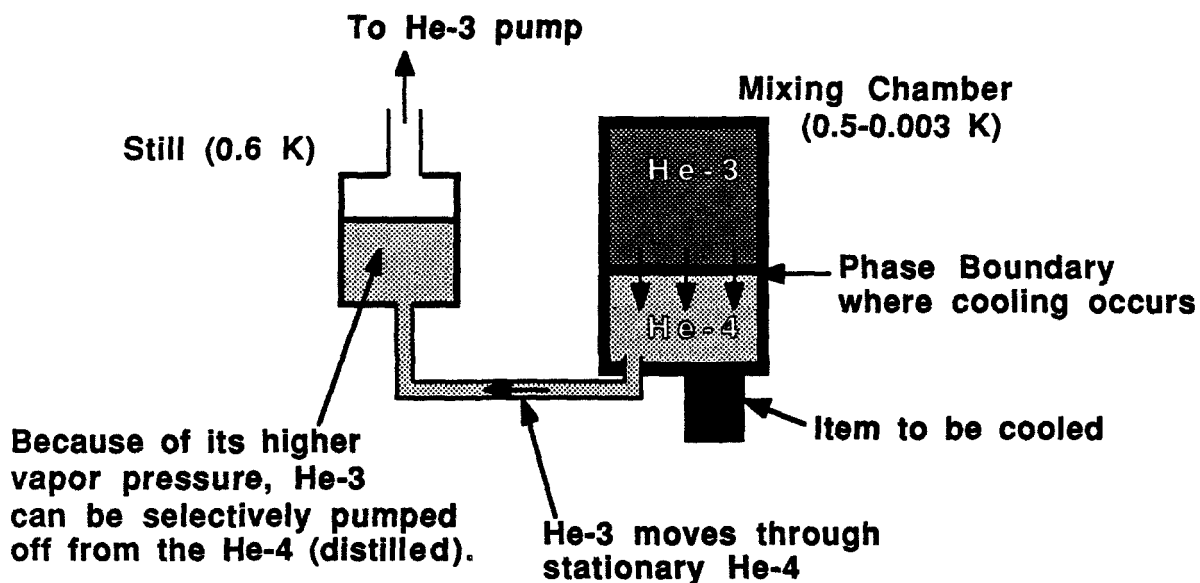 To He-3 pump
Mixing Chamber
(0.5-0.003 K)
Still (0.6 K)
He-3
Phase Boundary
where cooling occurs
He-4
Item to be cooled
Because of its higher
vapor pressure, He-3
can be selectively pumped
off from the He-4 (distilled).
He-3 moves through
stationary He-4